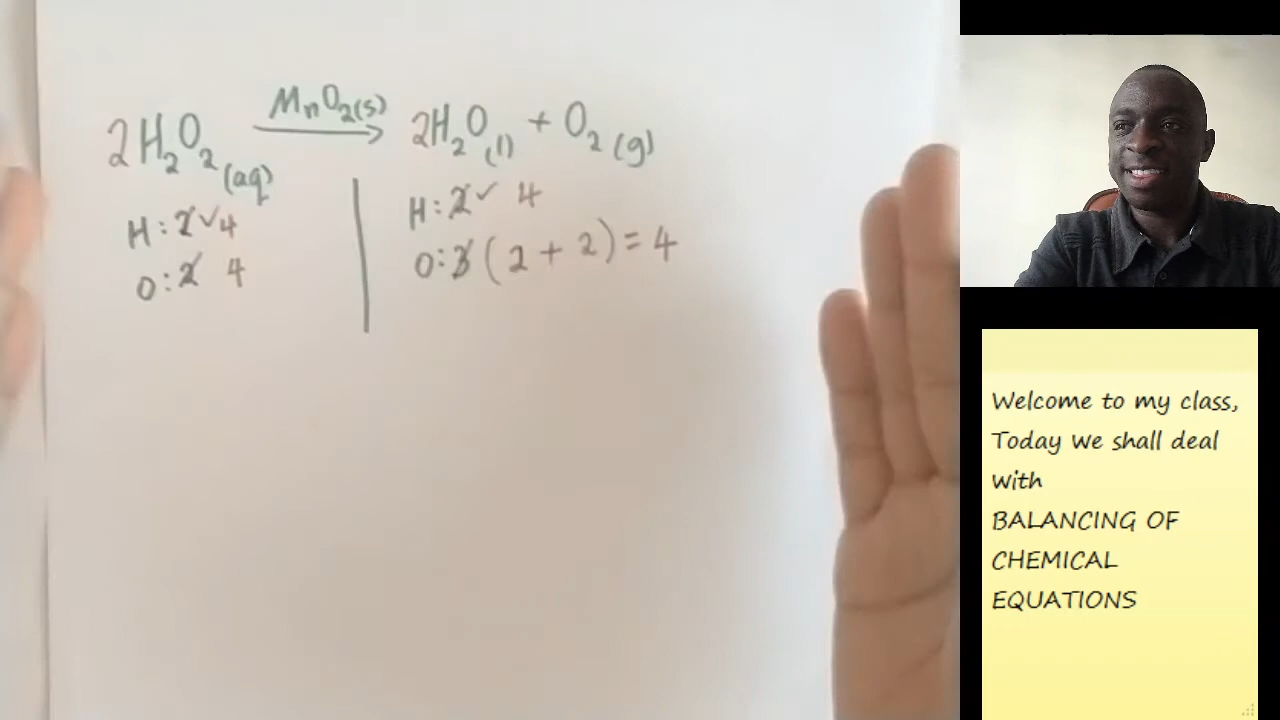 2H₂O₂(aq) MnO₂(s) → 2H₂O(l) + O₂(g)
H : 2 ✓ 4
O : 2 4
H : 2 ✓ 4
O : 3 ( 2 + 2 ) = 4
Welcome to my class,
Today we shall deal
with
BALANCING OF
CHEMICAL
EQUATIONS